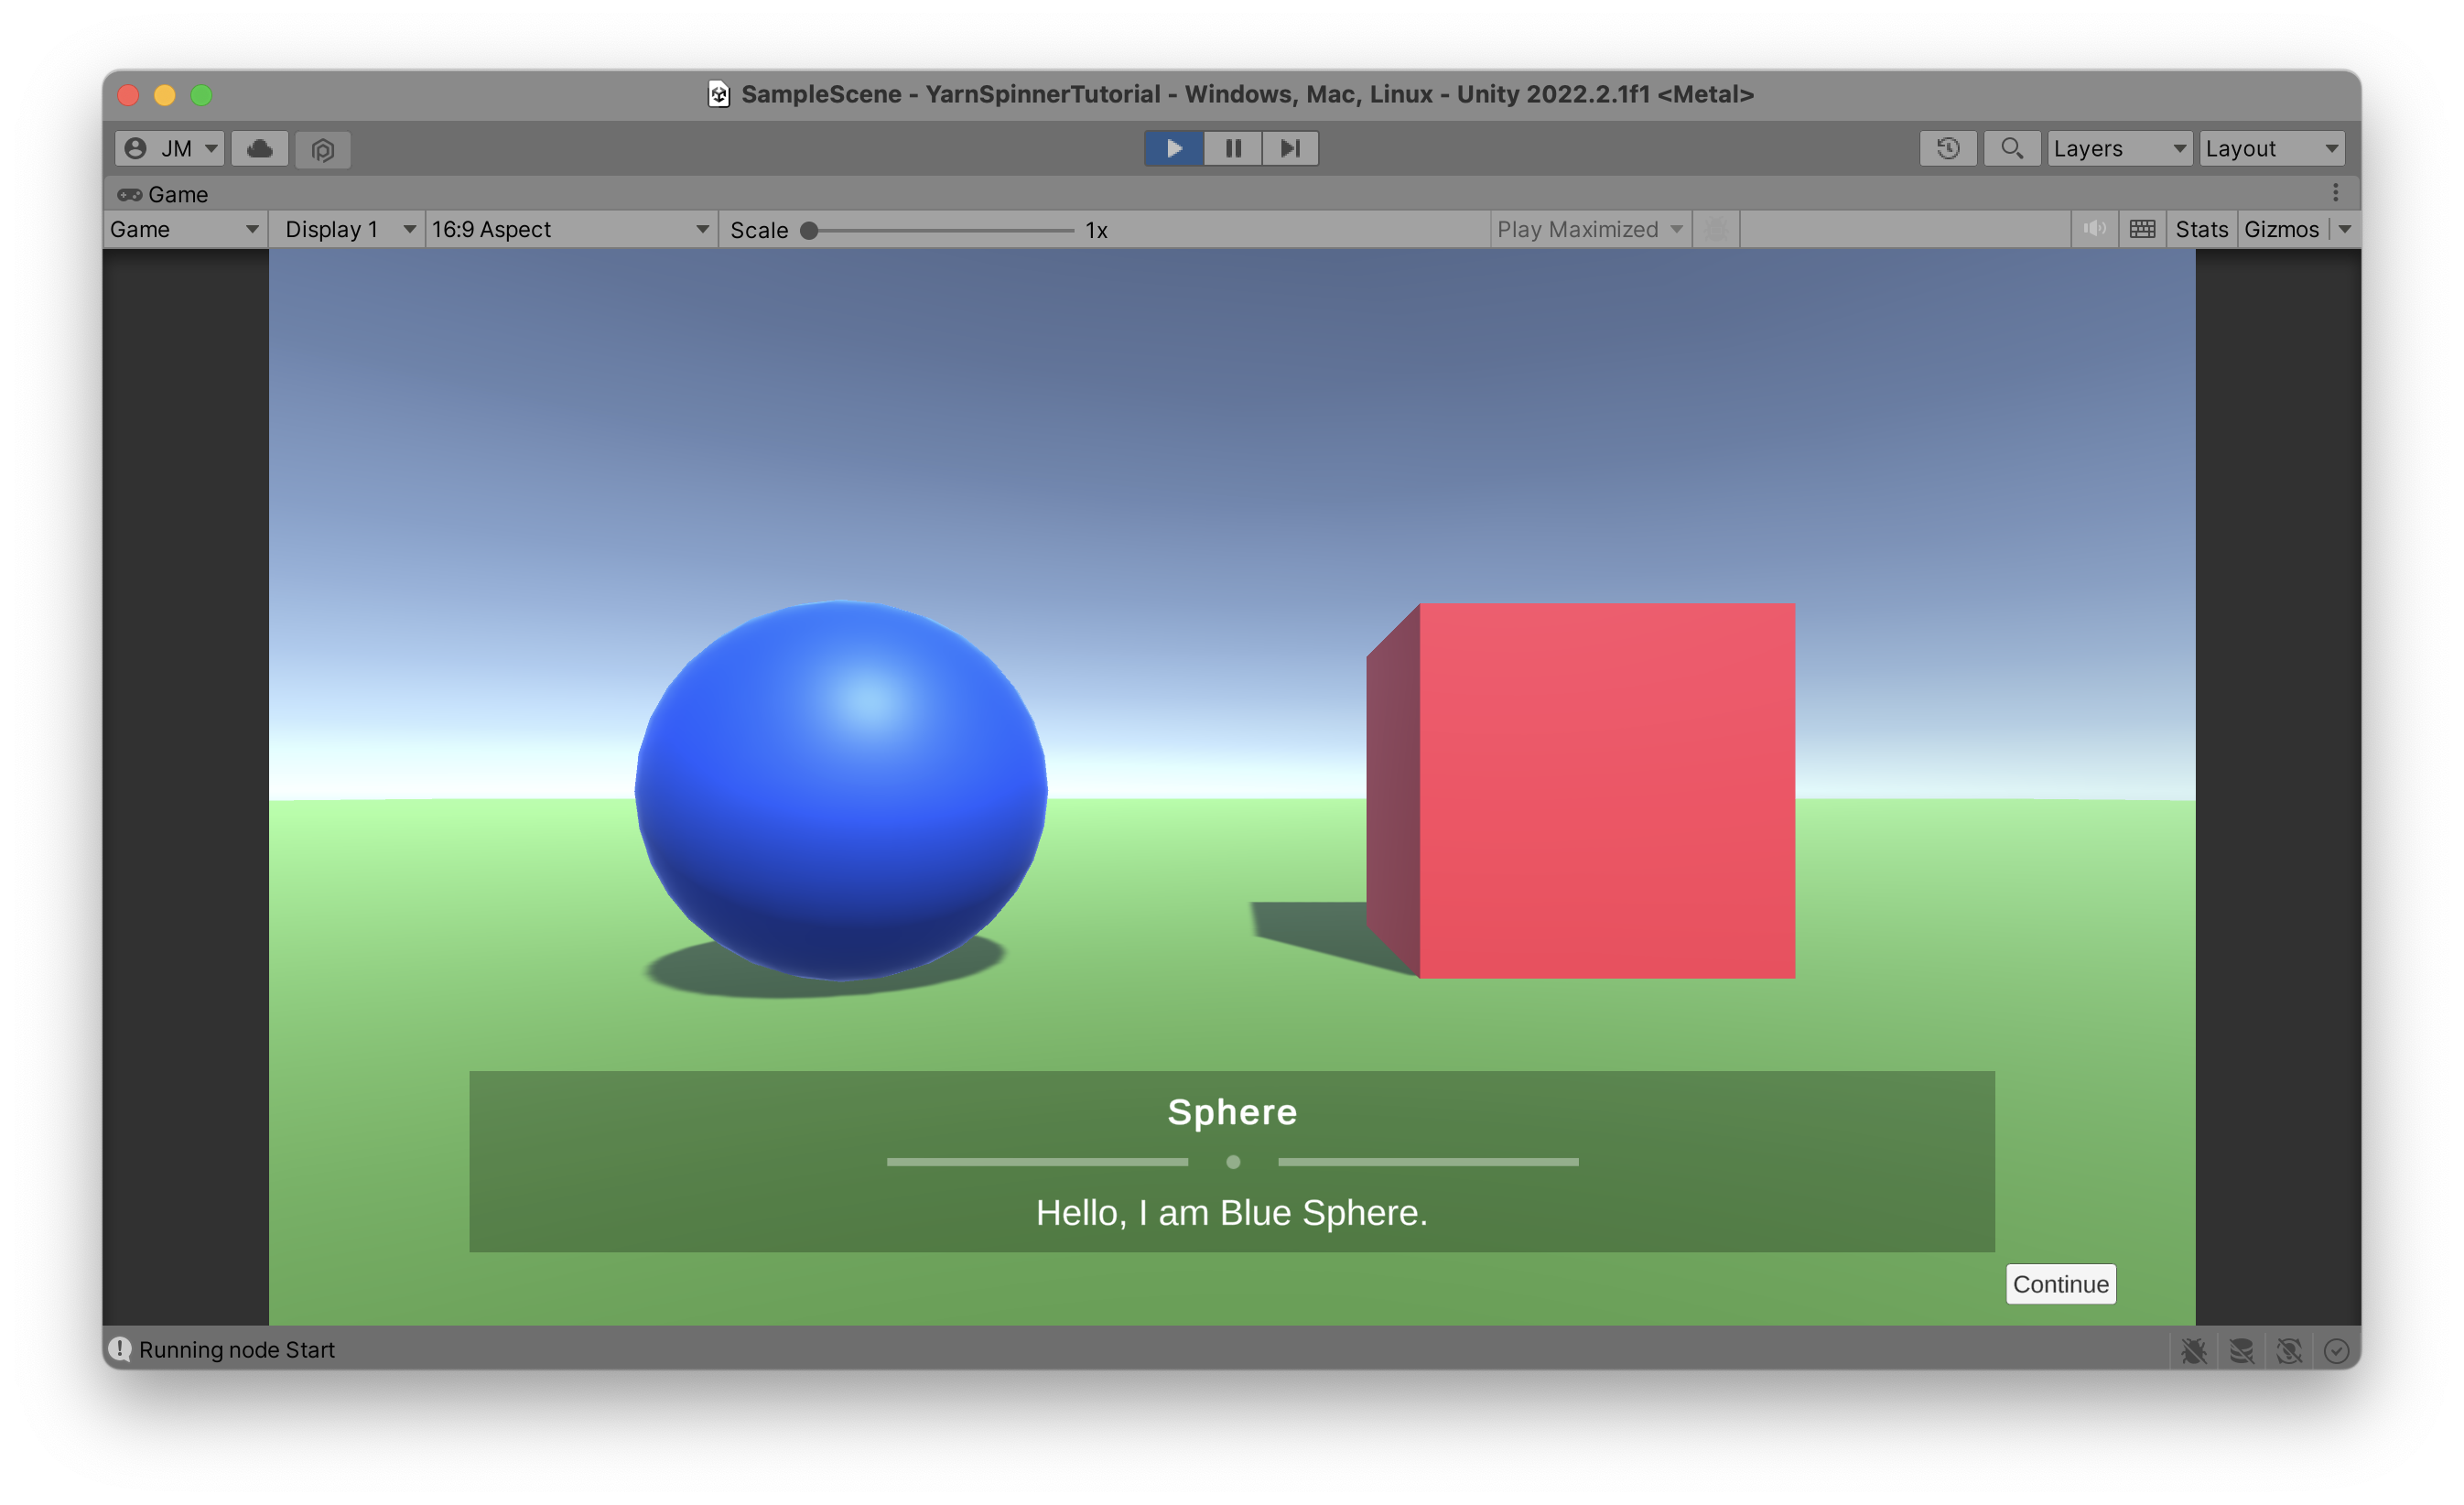 SampleScene - YarnSpinnerTutorial - Windows, Mac, Linux - Unity 2022.2.1f1 <Metal>
JM
Layers
Layout
Game
Game
Display 1
16:9 Aspect
Scale
1x
Play Maximized
Stats
Gizmos
Sphere
Hello, I am Blue Sphere.
Continue
Running node Start